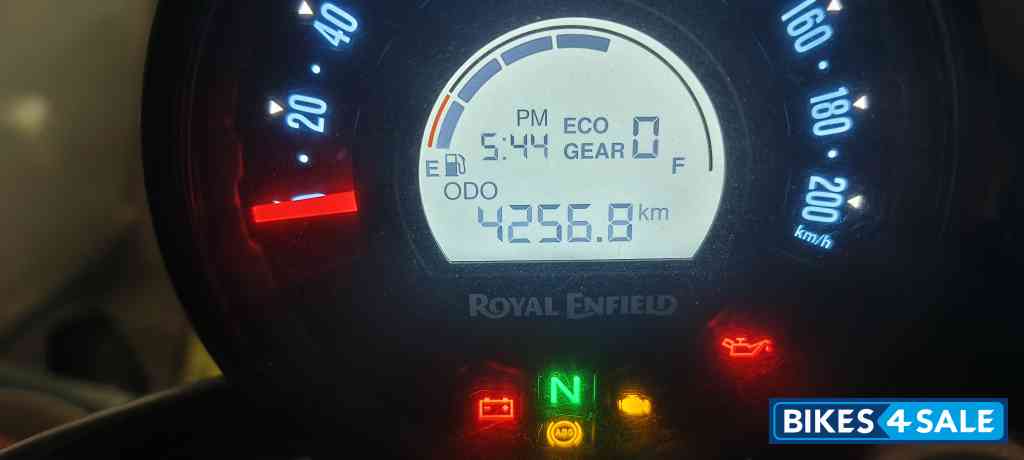 40
20
160
180
200
km/h
PM
5:44
ECO
GEAR 0
E
F
ODO
4256.8 km
ROYAL ENFIELD
N
ABS
BIKES4SALE